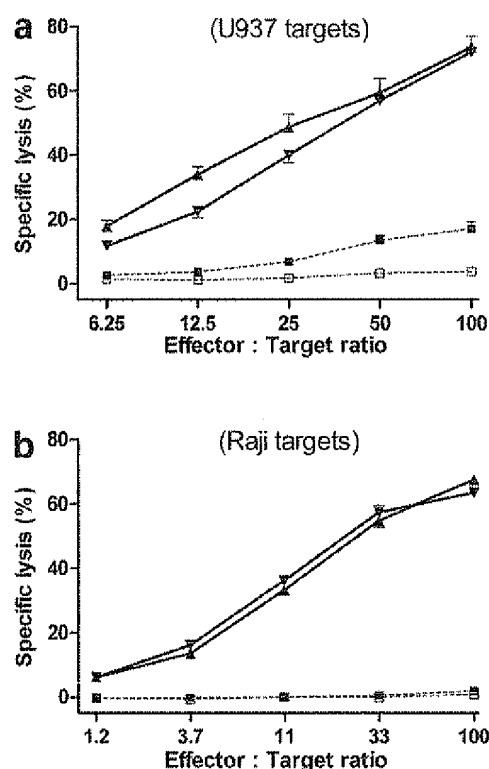 a
(U937 targets)
Specific lysis (%)
80
60
40
20
0
6.25 12.5 25 50 100
Effector : Target ratio
b
(Raji targets)
Specific lysis (%)
80
60
40
20
0
1.2 3.7 11 33 100
Effector : Target ratio